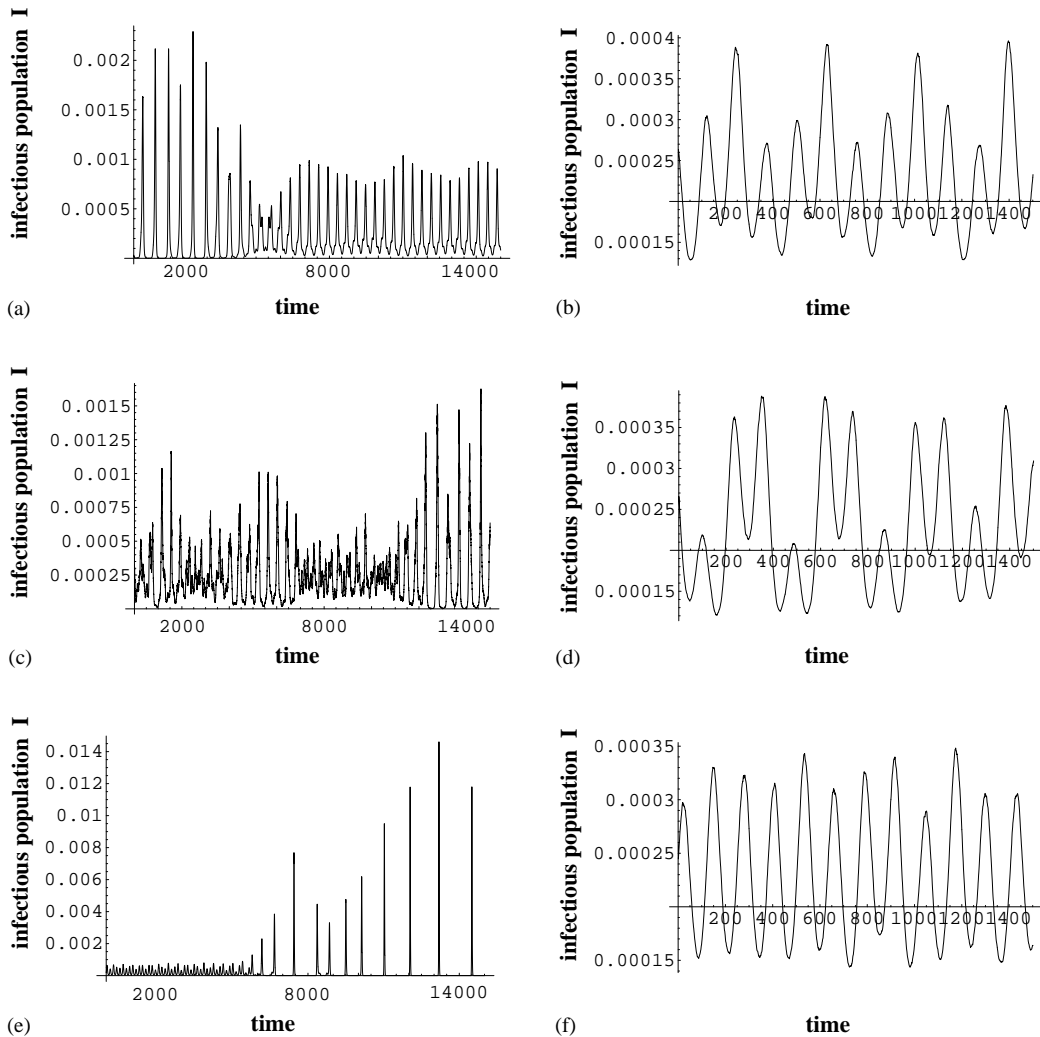 infectious population I
0.002
0.0015
0.001
0.0005
2000 8000 14000
(a) time
infectious population I
0.0004
0.00035
0.0003
0.00025
0.00015
200 400 600 800 1000 1200 1400
(b) time
infectious population I
0.0015
0.00125
0.001
0.00075
0.0005
0.00025
2000 8000 14000
(c) time
infectious population I
0.00035
0.0003
0.00025
0.00015
200 400 600 800 1000 1200 1400
(d) time
infectious population I
0.014
0.012
0.01
0.008
0.006
0.004
0.002
2000 8000 14000
(e) time
infectious population I
0.00035
0.0003
0.00025
0.00015
200 400 600 800 1000 1200 1400
(f) time